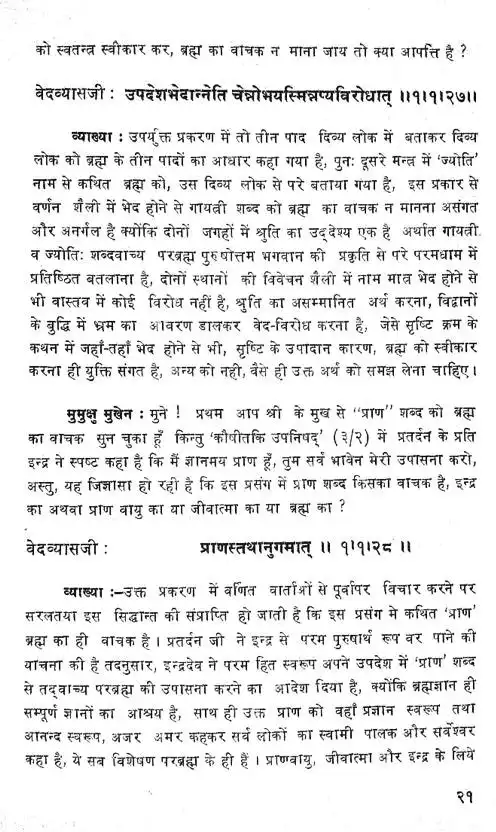 को स्वतन्त्र स्वीकार कर, ब्रह्म का वाचक न माना जाय तो क्या आपत्ति है ?
वेदव्यासजी : उपदेशभेदान्नेति चेन्नोभयस्मिन्नप्यविरोधात् ॥१।१।२७॥
व्याख्या : उपर्युक्त प्रकरण में तो तीन पाद दिव्य लोक में बताकर दिव्य
लोक को ब्रह्म के तीन पादों का आधार कहा गया है, पुनः दूसरे मन्त्र में 'ज्योति'
नाम से कथित ब्रह्म को, उस दिव्य लोक से परे बताया गया है, इस प्रकार से
वर्णन शैली में भेद होने से गायत्री शब्द को ब्रह्म का वाचक न मानना असंगत
और अनर्गल है क्योंकि दोनों जगहों में श्रुति का उद्देश्य एक है अर्थात गायत्री
व ज्योतिः शब्दवाच्य परब्रह्म पुरुषोत्तम भगवान की प्रकृति से परे परमधाम में
प्रतिष्ठित बतलाना है, दोनों स्थानों की विवेचन शैली में नाम मात्र भेद होने से
भी वास्तव में कोई विरोध नहीं है, श्रुति का असम्मानित अर्थ करना, विद्वानों
के बुद्धि में भ्रम का आवरण डालकर वेद-विरोध करना है, जेसे सृष्टि क्रम के
कथन में जहाँ-तहाँ भेद होने से भी, सृष्टि के उपादान कारण, ब्रह्म को स्वीकार
करना ही युक्ति संगत है, अन्य को नही, वैसे ही उक्त अर्थ को समझ लेना चाहिए।
मुमुक्षु मुखेन : मुने ! प्रथम आप श्री के मुख से "प्राण" शब्द को ब्रह्म
का वाचक सुन चुका हूँ किन्तु 'कौषीतकि उपनिषद्' (३/२) में प्रतर्दन के प्रति
इन्द्र ने स्पष्ट कहा है कि मैं ज्ञानमय प्राण हूँ, तुम सर्व भावेन मेरी उपासना करो,
अस्तु, यह जिज्ञासा हो रही है कि इस प्रसंग में प्राण शब्द किसका वाचक है, इन्द्र
का अथवा प्राण वायु का या जीवात्मा का या ब्रह्म का ?
वेदव्यासजी : प्राणस्तथानुगमात् ॥ १।१।२८ ॥
व्याख्या :–उक्त प्रकरण में वर्णित वार्ताओं से पूर्वापर विचार करने पर
सरलतया इस सिद्धान्त की संप्राप्ति हो जाती है कि इस प्रसंग मे कथित 'प्राण'
ब्रह्म का ही वाचक है । प्रतर्दन जी ने इन्द्र से परम पुरुषार्थ रूप वर पाने की
याचना की है तदनुसार, इन्द्रदेव ने परम हित स्वरूप अपने उपदेश में 'प्राण' शब्द
से तद्वाच्य परब्रह्म की उपासना करने का आदेश दिया है, क्योंकि ब्रह्मज्ञान ही
सम्पूर्ण ज्ञानों का आश्रय है, साथ ही उक्त प्राण को वहाँ प्रज्ञान स्वरूप तथा
आनन्द स्वरूप, अजर अमर कहकर सर्व लोकों का स्वामी पालक और सर्वेश्वर
कहा है, ये सब विशेषण परब्रह्म के ही हैं । प्राणवायु, जीवात्मा और इन्द्र के लिये
२१